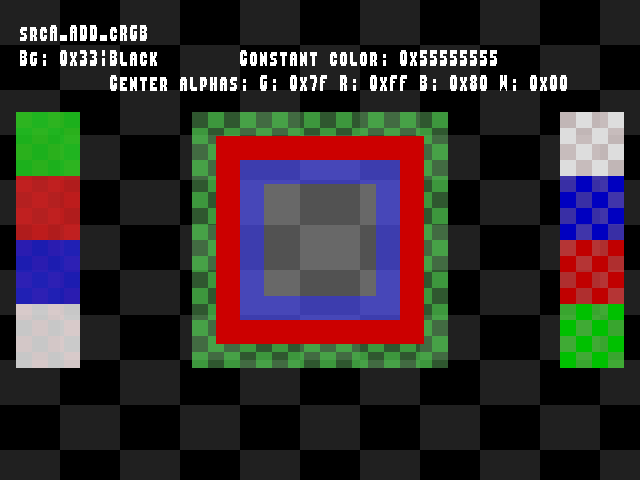 srcA_ADD_cRGB
Bg: 0x33¦Black Constant color: 0x55555555
Center alphas: G: 0x7f R: 0xff B: 0x80 W: 0x00